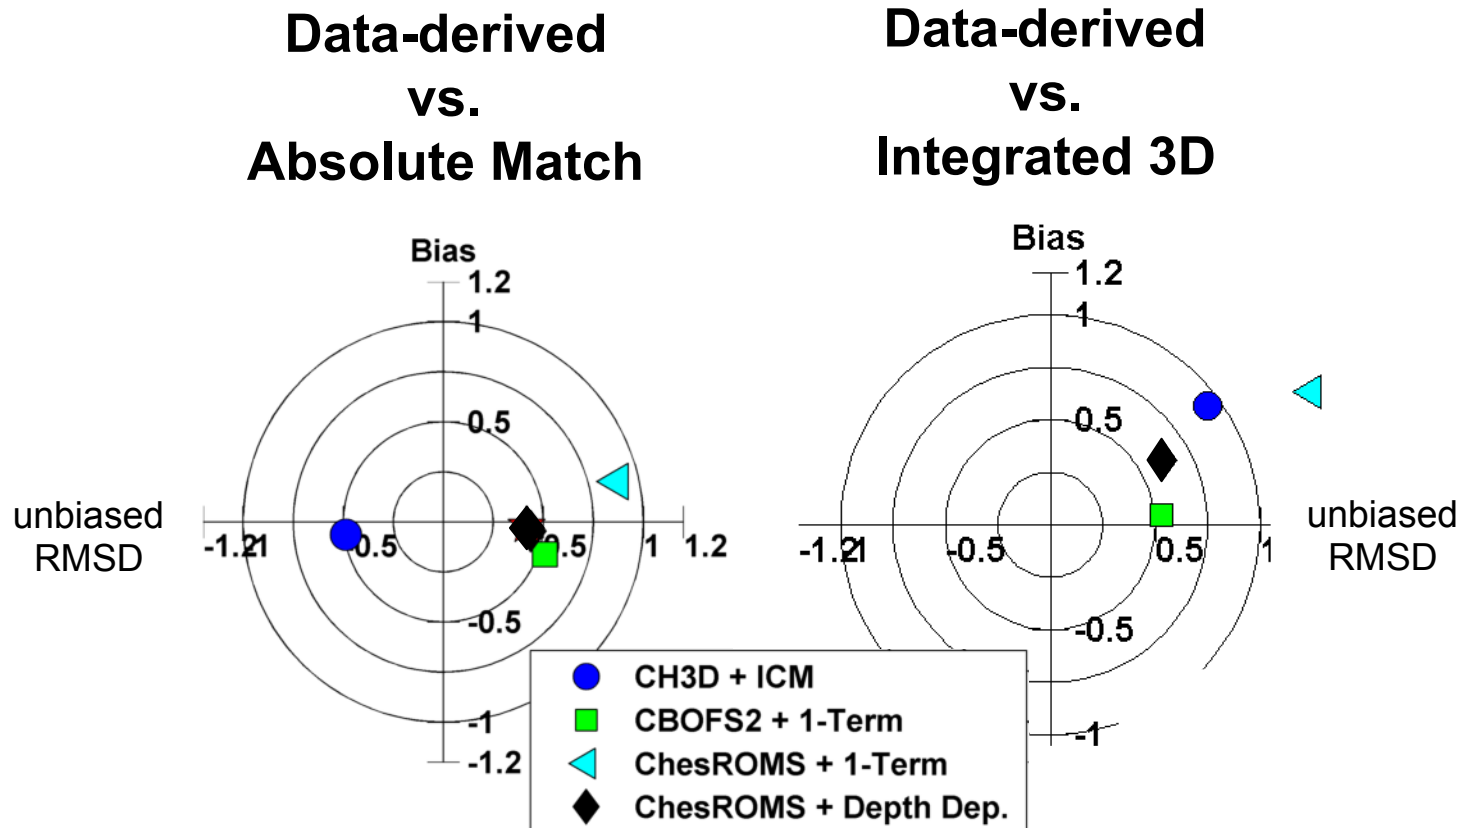 Data-derived
vs.
Absolute Match
Data-derived
vs.
Integrated 3D
Bias
1.2
1
0.5
unbiased
RMSD
-1.2
-1
-0.5
0.5
1
1.2
-0.5
-1
-1.2
Bias
1.2
1
0.5
-1.2
-1
-0.5
0.5
1
unbiased
RMSD
-0.5
-1
CH3D + ICM
CBOFS2 + 1-Term
ChesROMS + 1-Term
ChesROMS + Depth Dep.